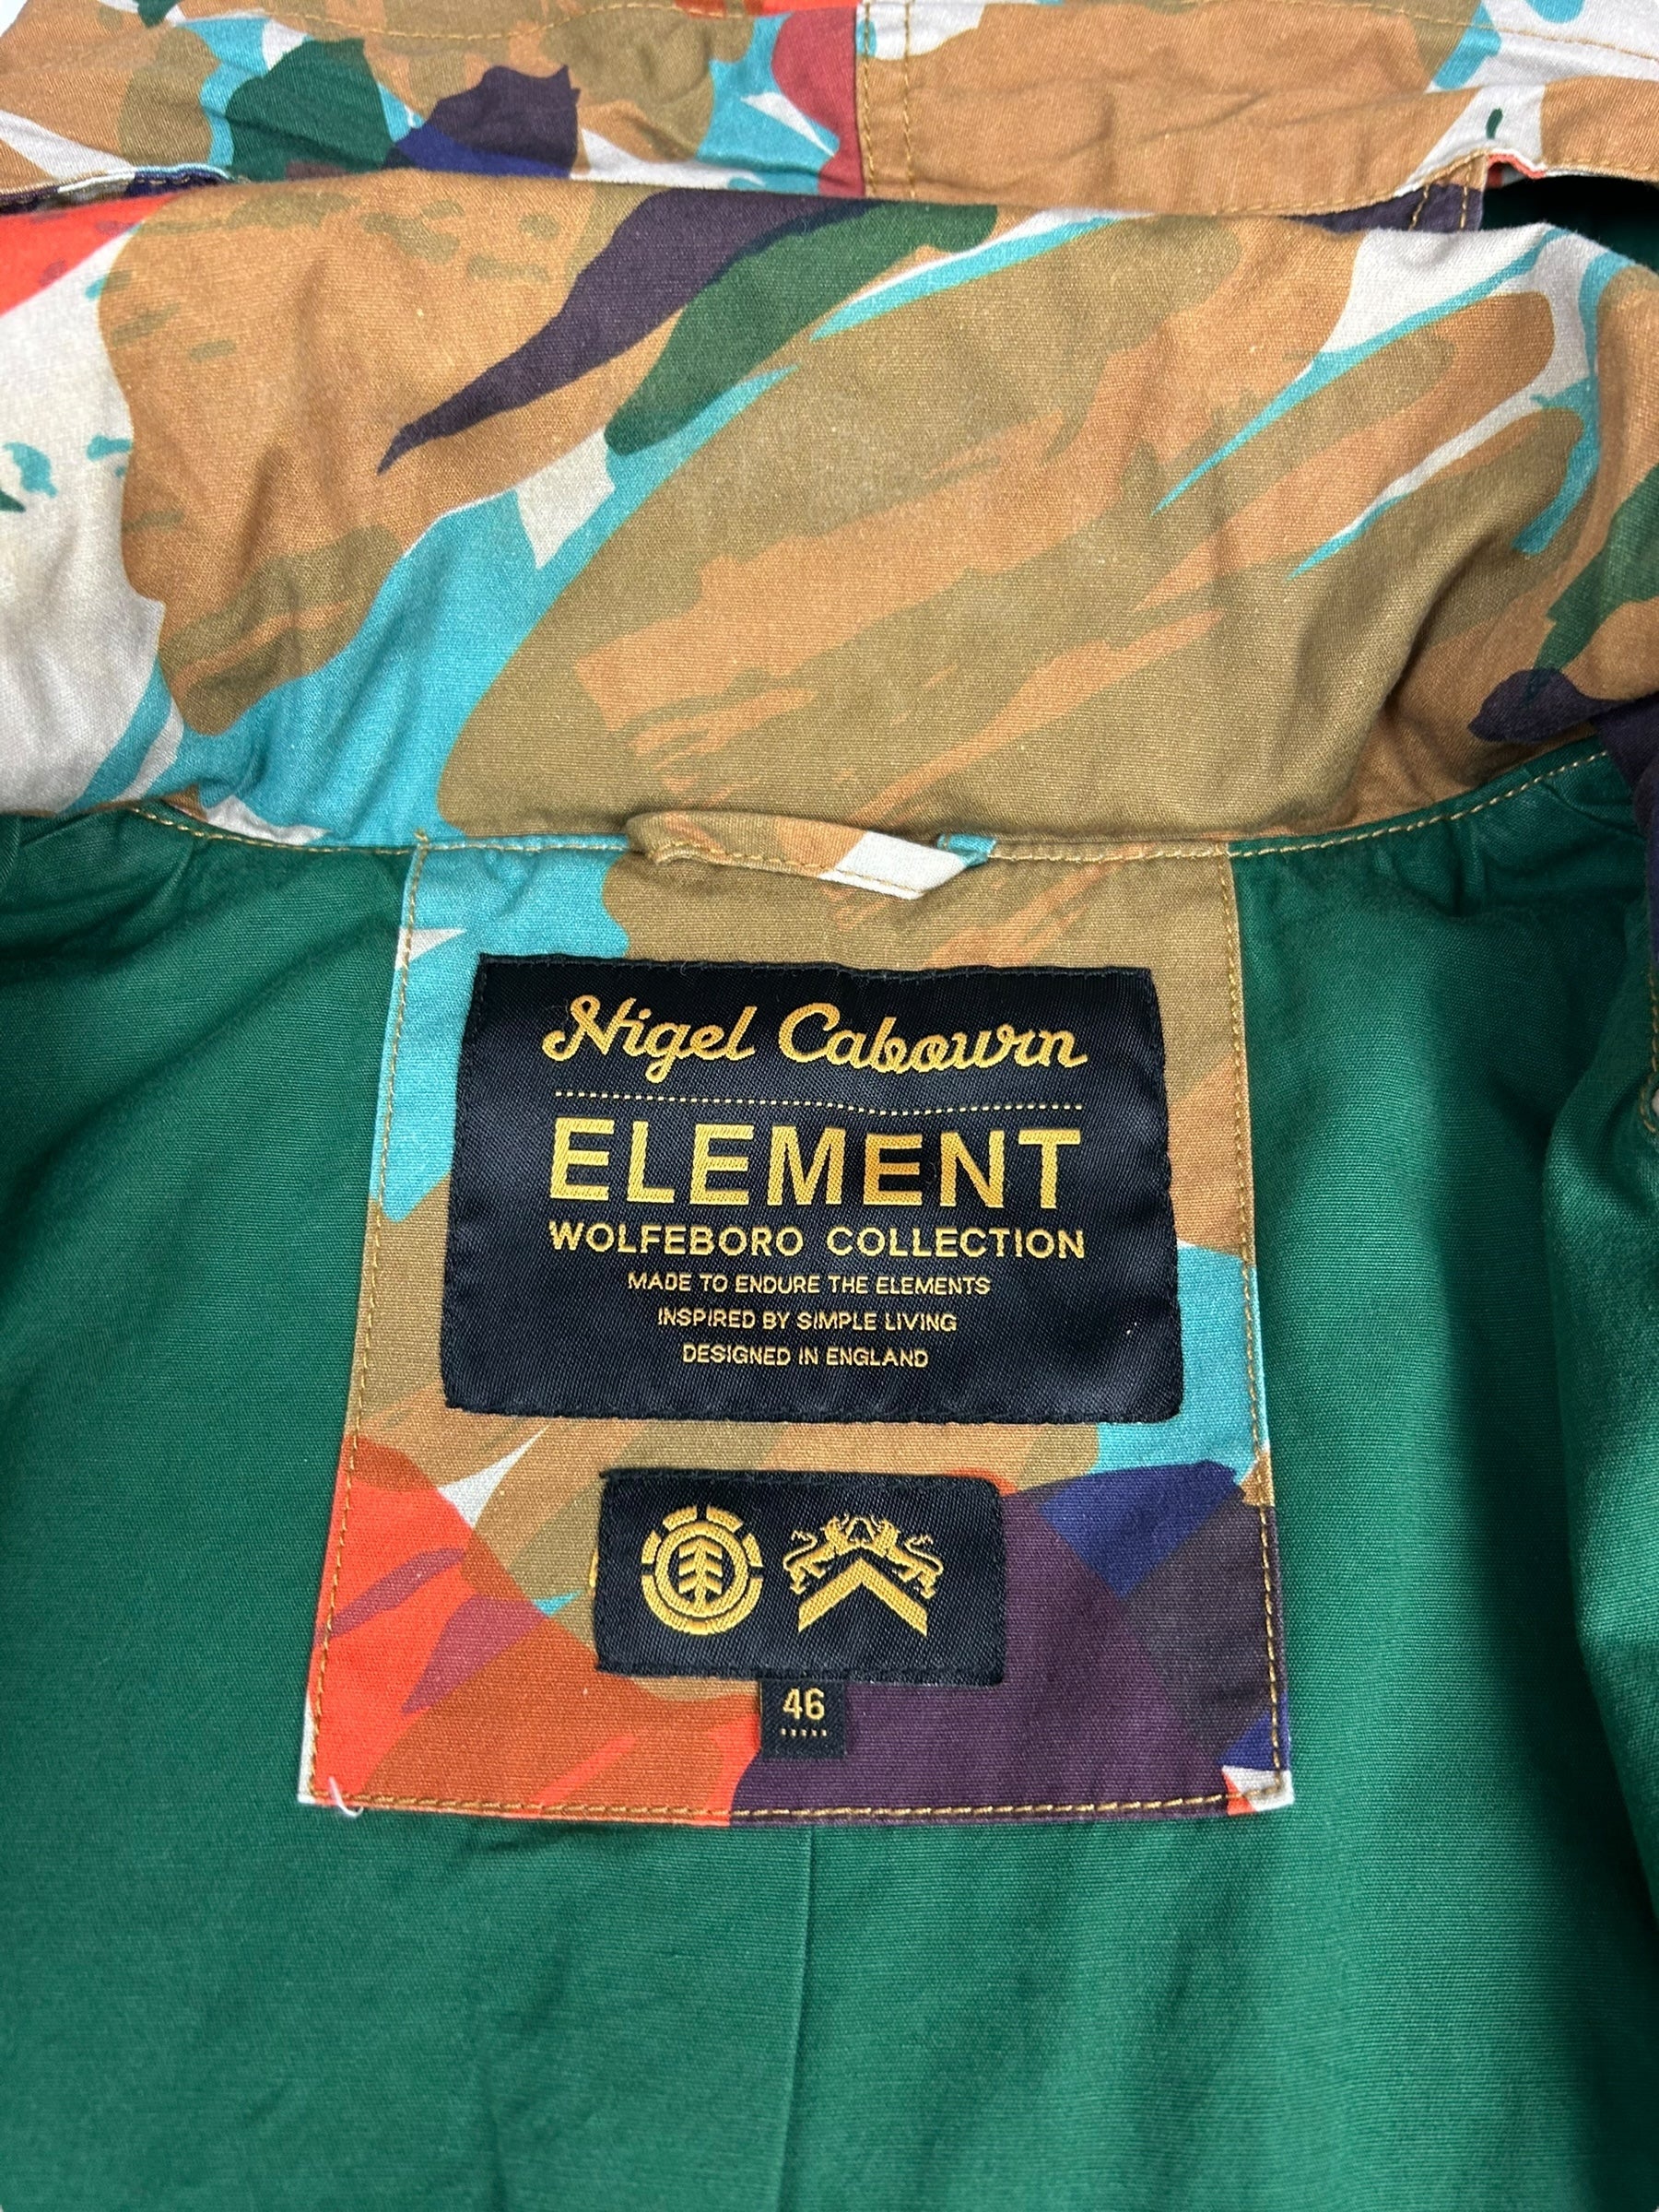 Nigel Cabourn
ELEMENT
WOLFEBORO COLLECTION
MADE TO ENDURE THE ELEMENTS
INSPIRED BY SIMPLE LIVING
DESIGNED IN ENGLAND
46